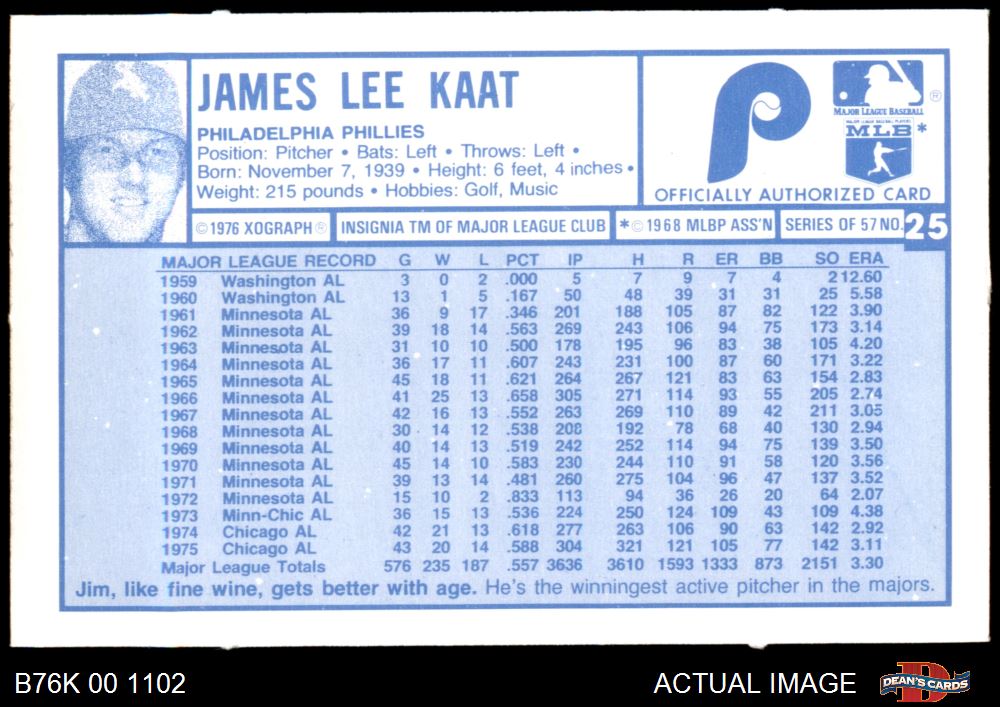 JAMES LEE KAAT
PHILADELPHIA PHILLIES
Position: Pitcher • Bats: Left • Throws: Left •
Born: November 7, 1939 • Height: 6 feet, 4 inches •
Weight: 215 pounds • Hobbies: Golf, Music
P
MAJOR LEAGUE BASEBALL ®
MAJOR LEAGUE BASEBALL PLAYERS
MLB *
OFFICIALLY AUTHORIZED CARD
© 1976 XOGRAPH ® INSIGNIA TM OF MAJOR LEAGUE CLUB * © 1968 MLBP ASS'N SERIES OF 57 NO. 25
MAJOR LEAGUE RECORD G W L PCT IP H R ER BB SO ERA
1959 Washington AL 3 0 2 .000 5 7 9 7 4 2 12.60
1960 Washington AL 13 1 5 .167 50 48 39 31 31 25 5.58
1961 Minnesota AL 36 9 17 .346 201 188 105 87 82 122 3.90
1962 Minnesota AL 39 18 14 .563 269 243 106 94 75 173 3.14
1963 Minnesota AL 31 10 10 .500 178 195 96 83 38 105 4.20
1964 Minnesota AL 36 17 11 .607 243 231 100 87 60 171 3.22
1965 Minnesota AL 45 18 11 .621 264 267 121 83 63 154 2.83
1966 Minnesota AL 41 25 13 .658 305 271 114 93 55 205 2.74
1967 Minnesota AL 42 16 13 .552 263 269 110 89 42 211 3.05
1968 Minnesota AL 30 14 12 .538 208 192 78 68 40 130 2.94
1969 Minnesota AL 40 14 13 .519 242 252 114 94 75 139 3.50
1970 Minnesota AL 45 14 10 .583 230 244 110 91 58 120 3.56
1971 Minnesota AL 39 13 14 .481 260 275 104 96 47 137 3.52
1972 Minnesota AL 15 10 2 .833 113 94 36 26 20 64 2.07
1973 Minn-Chic AL 36 15 13 .536 224 250 124 109 43 109 4.38
1974 Chicago AL 42 21 13 .618 277 263 106 90 63 142 2.92
1975 Chicago AL 43 20 14 .588 304 321 121 105 77 142 3.11
Major League Totals 576 235 187 .557 3636 3610 1593 1333 873 2151 3.30
Jim, like fine wine, gets better with age. He's the winningest active pitcher in the majors.
B76K 00 1102 ACTUAL IMAGE DEAN'S CARDS